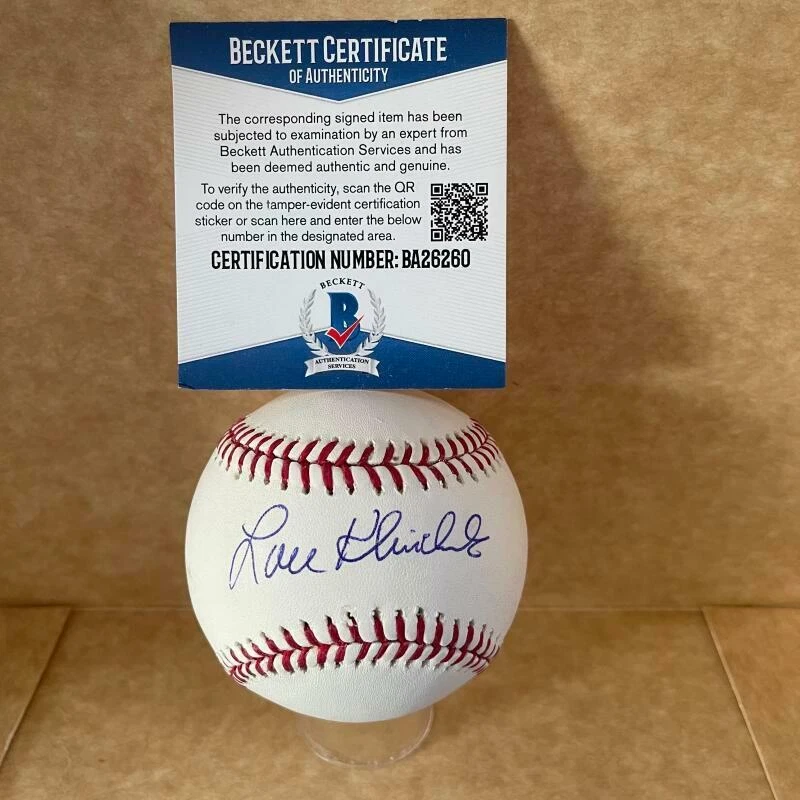 BECKETT CERTIFICATE
OF AUTHENTICITY
The corresponding signed item has been
subjected to examination by an expert from
Beckett Authentication Services and has
been deemed authentic and genuine.
To verify the authenticity, scan the QR
code on the tamper-evident certification
sticker or scan here and enter the below
number in the designated area.
CERTIFICATION NUMBER: BA26260
BECKETT
B
AUTHENTICATION
SERVICES
Lou